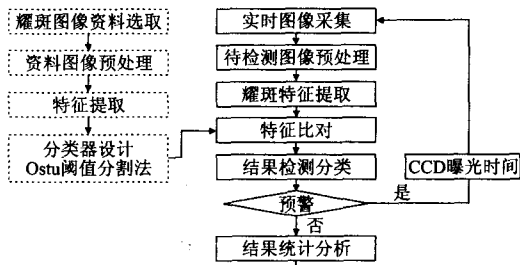 耀斑图像资料选取
资料图像预处理
特征提取
分类器设计
Ostu阈值分割法
实时图像采集
待检测图像预处理
耀斑特征提取
特征比对
结果检测分类
预警
是
否
CCD曝光时间
结果统计分析